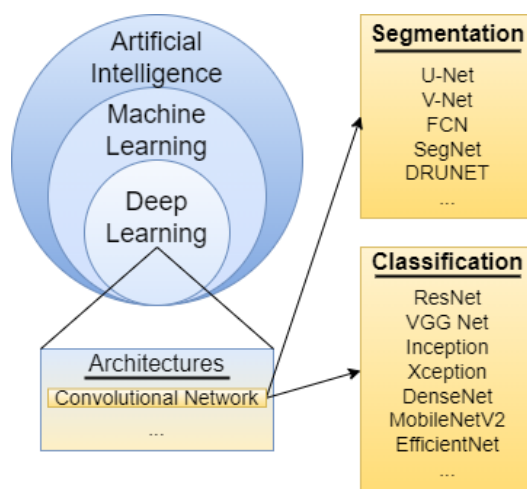 Artificial
Intelligence
Machine
Learning
Deep
Learning
Architectures
Convolutional Network
...
Segmentation
U-Net
V-Net
FCN
SegNet
DRUNET
...
Classification
ResNet
VGG Net
Inception
Xception
DenseNet
MobileNetV2
EfficientNet
...